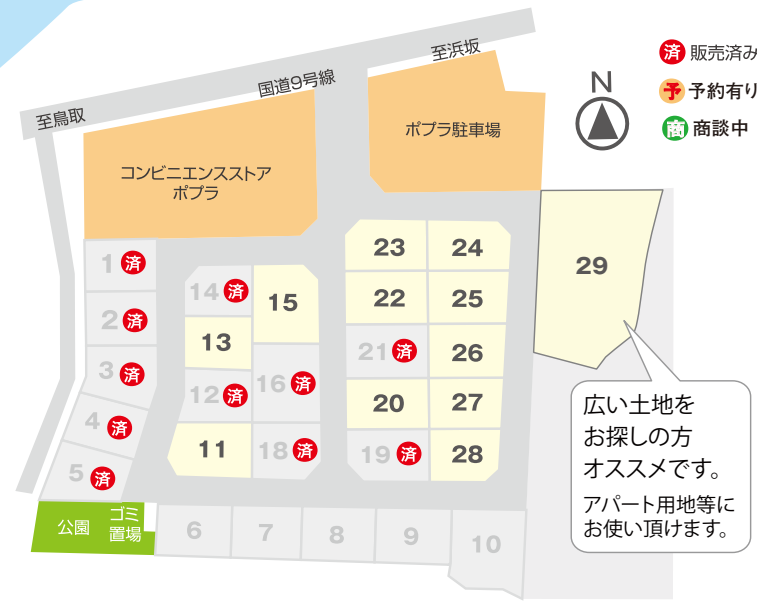 済 販売済み
予 予約有り
商 商談中
N
至浜坂
国道9号線
至鳥取
コンビニエンスストア
ポプラ
ポプラ駐車場
1 済
2 済
3 済
4 済
5 済
14 済
15
13
12 済
16 済
11
18 済
23
24
22
25
21 済
26
20
27
19 済
28
29
広い土地を
お探しの方
オススメです。
アパート用地等に
お使い頂けます。
公園
ゴミ
置場
6
7
8
9
10